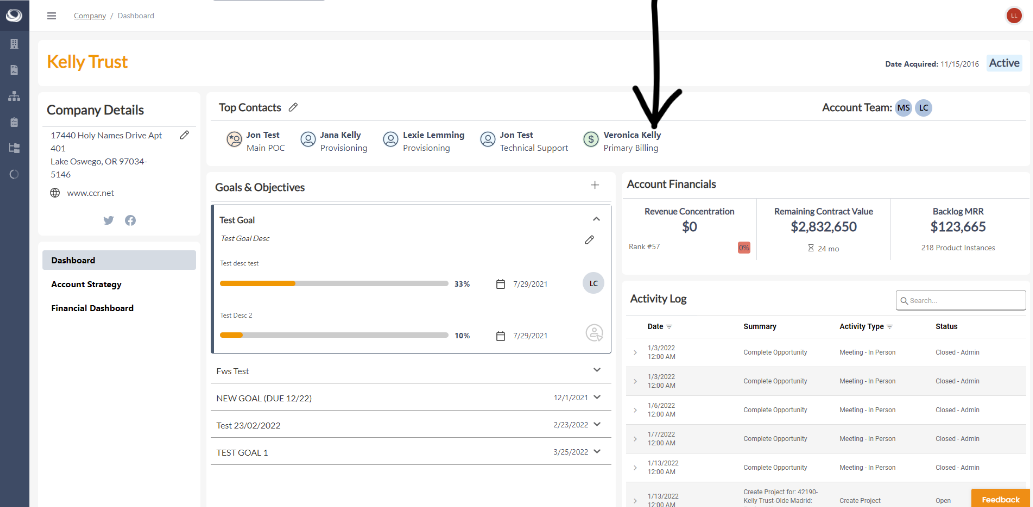 Company / Dashboard
LL
Kelly Trust
Date Acquired: 11/15/2016 Active
Company Details
17440 Holy Names Drive Apt
401
Lake Oswego, OR 97034
5146
www.ccr.net
Dashboard
Account Strategy
Financial Dashboard
Top Contacts
Account Team: MS LC
Jon Test
Main POC
Jana Kelly
Provisioning
Lexie Lemming
Provisioning
Jon Test
Technical Support
$
Veronica Kelly
Primary Billing
Goals & Objectives
Test Goal
Test Goal Desc
Test desc test
33% 7/29/2021 LC
Test Desc 2
10% 7/29/2021
Fws Test
NEW GOAL (DUE 12/22) 12/1/2021
Test 23/02/2022 2/23/2022
TEST GOAL 1 3/25/2022
Account Financials
Revenue Concentration
$0
Rank #57 0%
Remaining Contract Value
$2,832,650
24 mo
Backlog MRR
$123,665
218 Product Instances
Activity Log
Search...
Date Summary Activity Type Status
1/3/2022
12:00 AM
Complete Opportunity Meeting - In Person Closed - Admin
1/3/2022
12:00 AM
Complete Opportunity Meeting - In Person Closed - Admin
1/6/2022
12:00 AM
Complete Opportunity Meeting - In Person Closed - Admin
1/7/2022
12:00 AM
Complete Opportunity Meeting - In Person Closed - Admin
1/13/2022
12:00 AM
Complete Opportunity Meeting - In Person Closed - Admin
1/13/2022
12:00 AM
Create Project for: 42190-
Kelly Trust Olds Madrid:
Create Project Open
Feedback